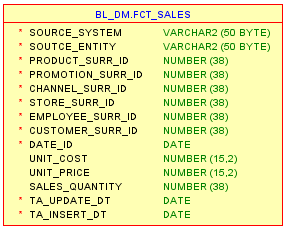 BL_DM.FCT_SALES
* SOURCE_SYSTEM VARCHAR2 (50 BYTE)
* SOUTCE_ENTITY VARCHAR2 (50 BYTE)
* PRODUCT_SURR_ID NUMBER (38)
* PROMOTION_SURR_ID NUMBER (38)
* CHANNEL_SURR_ID NUMBER (38)
* STORE_SURR_ID NUMBER (38)
* EMPLOYEE_SURR_ID NUMBER (38)
* CUSTOMER_SURR_ID NUMBER (38)
* DATE_ID DATE
UNIT_COST NUMBER (15,2)
UNIT_PRICE NUMBER (15,2)
SALES_QUANTITY NUMBER (38)
* TA_UPDATE_DT DATE
* TA_INSERT_DT DATE